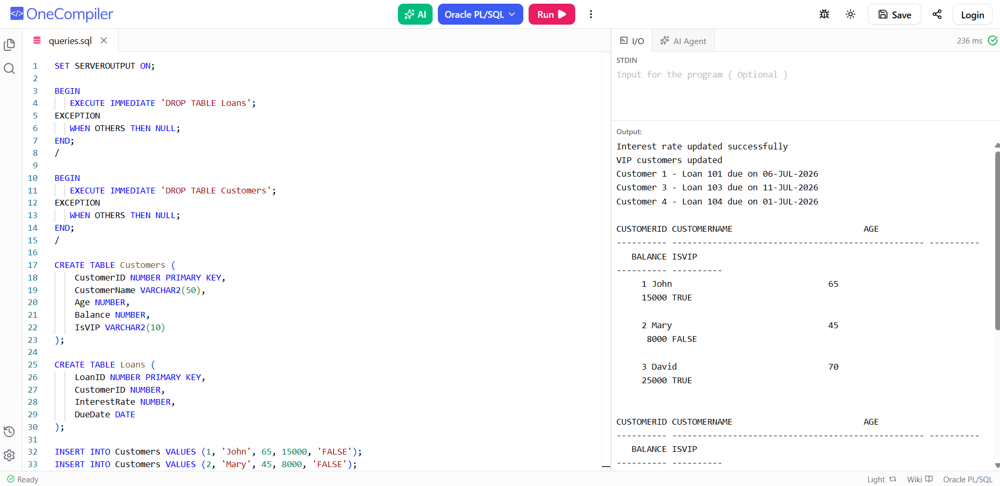 </> OneCompiler
AI
Oracle PL/SQL
Run
Save
Login
queries.sql
1 SET SERVEROUTPUT ON;
2
3 BEGIN
4 EXECUTE IMMEDIATE 'DROP TABLE Loans';
5 EXCEPTION
6 WHEN OTHERS THEN NULL;
7 END;
8 /
9
10 BEGIN
11 EXECUTE IMMEDIATE 'DROP TABLE Customers';
12 EXCEPTION
13 WHEN OTHERS THEN NULL;
14 END;
15 /
16
17 CREATE TABLE Customers (
18 CustomerID NUMBER PRIMARY KEY,
19 CustomerName VARCHAR2(50),
20 Age NUMBER,
21 Balance NUMBER,
22 IsVIP VARCHAR2(10)
23 );
24
25 CREATE TABLE Loans (
26 LoanID NUMBER PRIMARY KEY,
27 CustomerID NUMBER,
28 InterestRate NUMBER,
29 DueDate DATE
30 );
31
32 INSERT INTO Customers VALUES (1, 'John', 65, 15000, 'FALSE');
33 INSERT INTO Customers VALUES (2, 'Mary', 45, 8000, 'FALSE');
I/O
AI Agent
236 ms
STDIN
Input for the program ( Optional )
Output:
Interest rate updated successfully
VIP customers updated
Customer 1 - Loan 101 due on 06-JUL-2026
Customer 3 - Loan 103 due on 11-JUL-2026
Customer 4 - Loan 104 due on 01-JUL-2026
CUSTOMERID CUSTOMERNAME AGE
---------- -------------------------------------------------- ----------
BALANCE ISVIP
---------- ----------
1 John 65
15000 TRUE
2 Mary 45
8000 FALSE
3 David 70
25000 TRUE
CUSTOMERID CUSTOMERNAME AGE
---------- -------------------------------------------------- ----------
BALANCE ISVIP
---------- ----------
Ready
Light
Wiki
Oracle PL/SQL